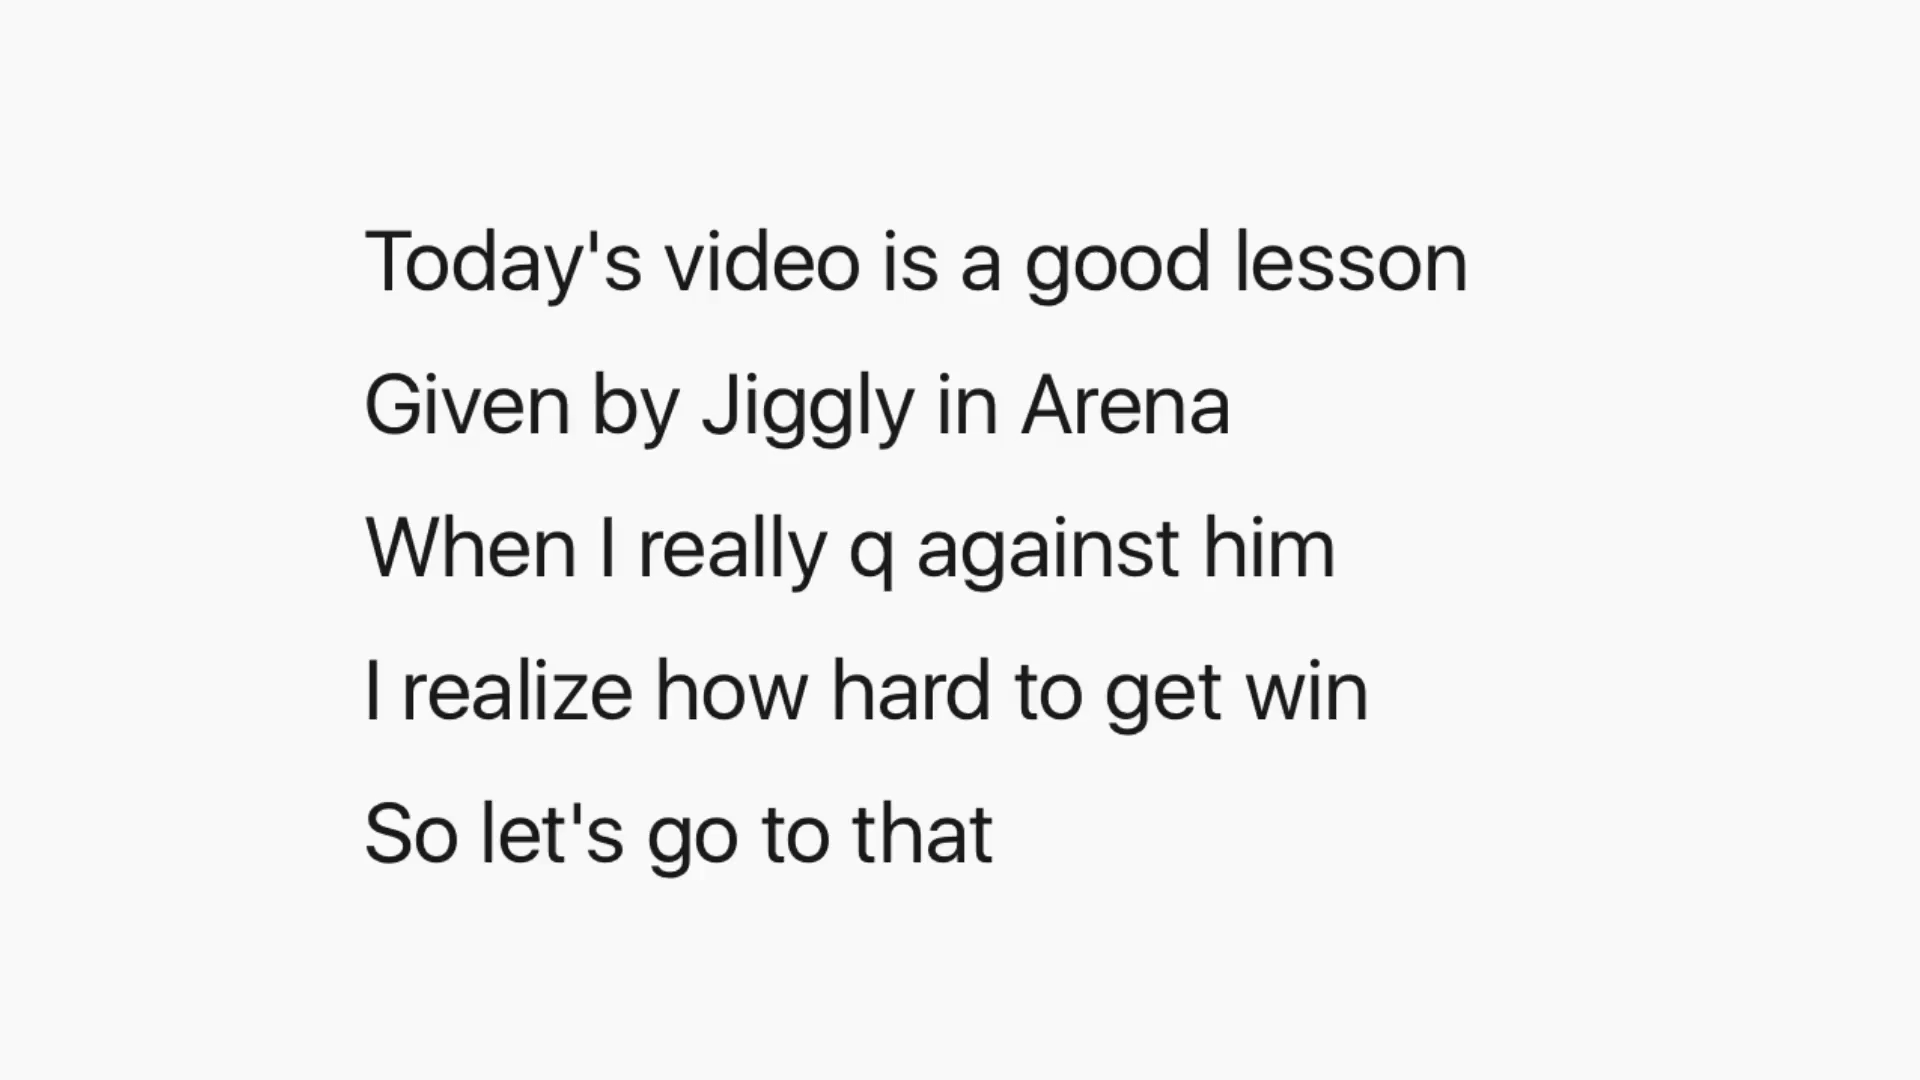 Today's video is a good lesson
Given by Jiggly in Arena
When I really q against him
I realize how hard to get win
So let's go to that